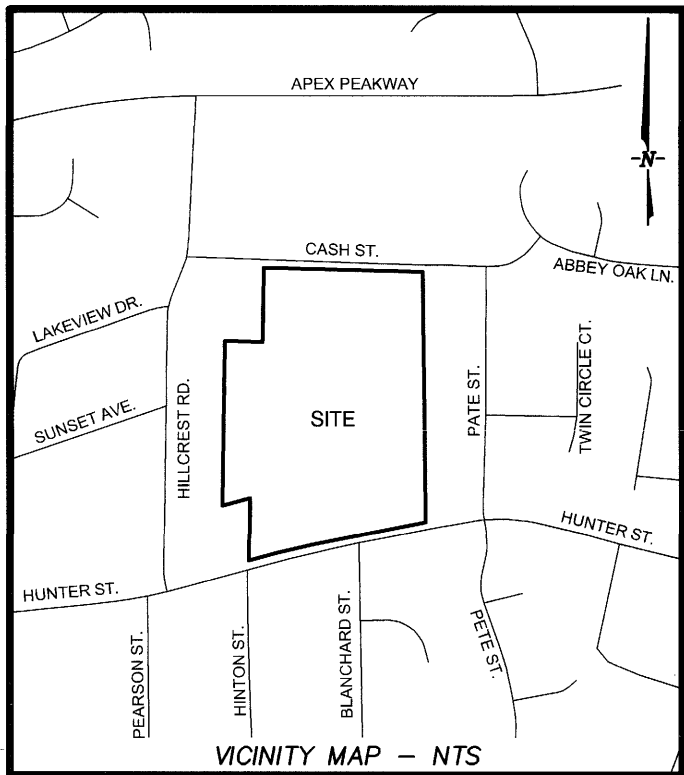 APEX PEAKWAY
-N-
CASH ST.
ABBEY OAK LN.
LAKEVIEW DR.
SUNSET AVE.
HILLCREST RD.
SITE
PATE ST.
TWIN CIRCLE CT.
HUNTER ST.
HUNTER ST.
PEARSON ST.
HINTON ST.
BLANCHARD ST.
PETE ST.
VICINITY MAP – NTS